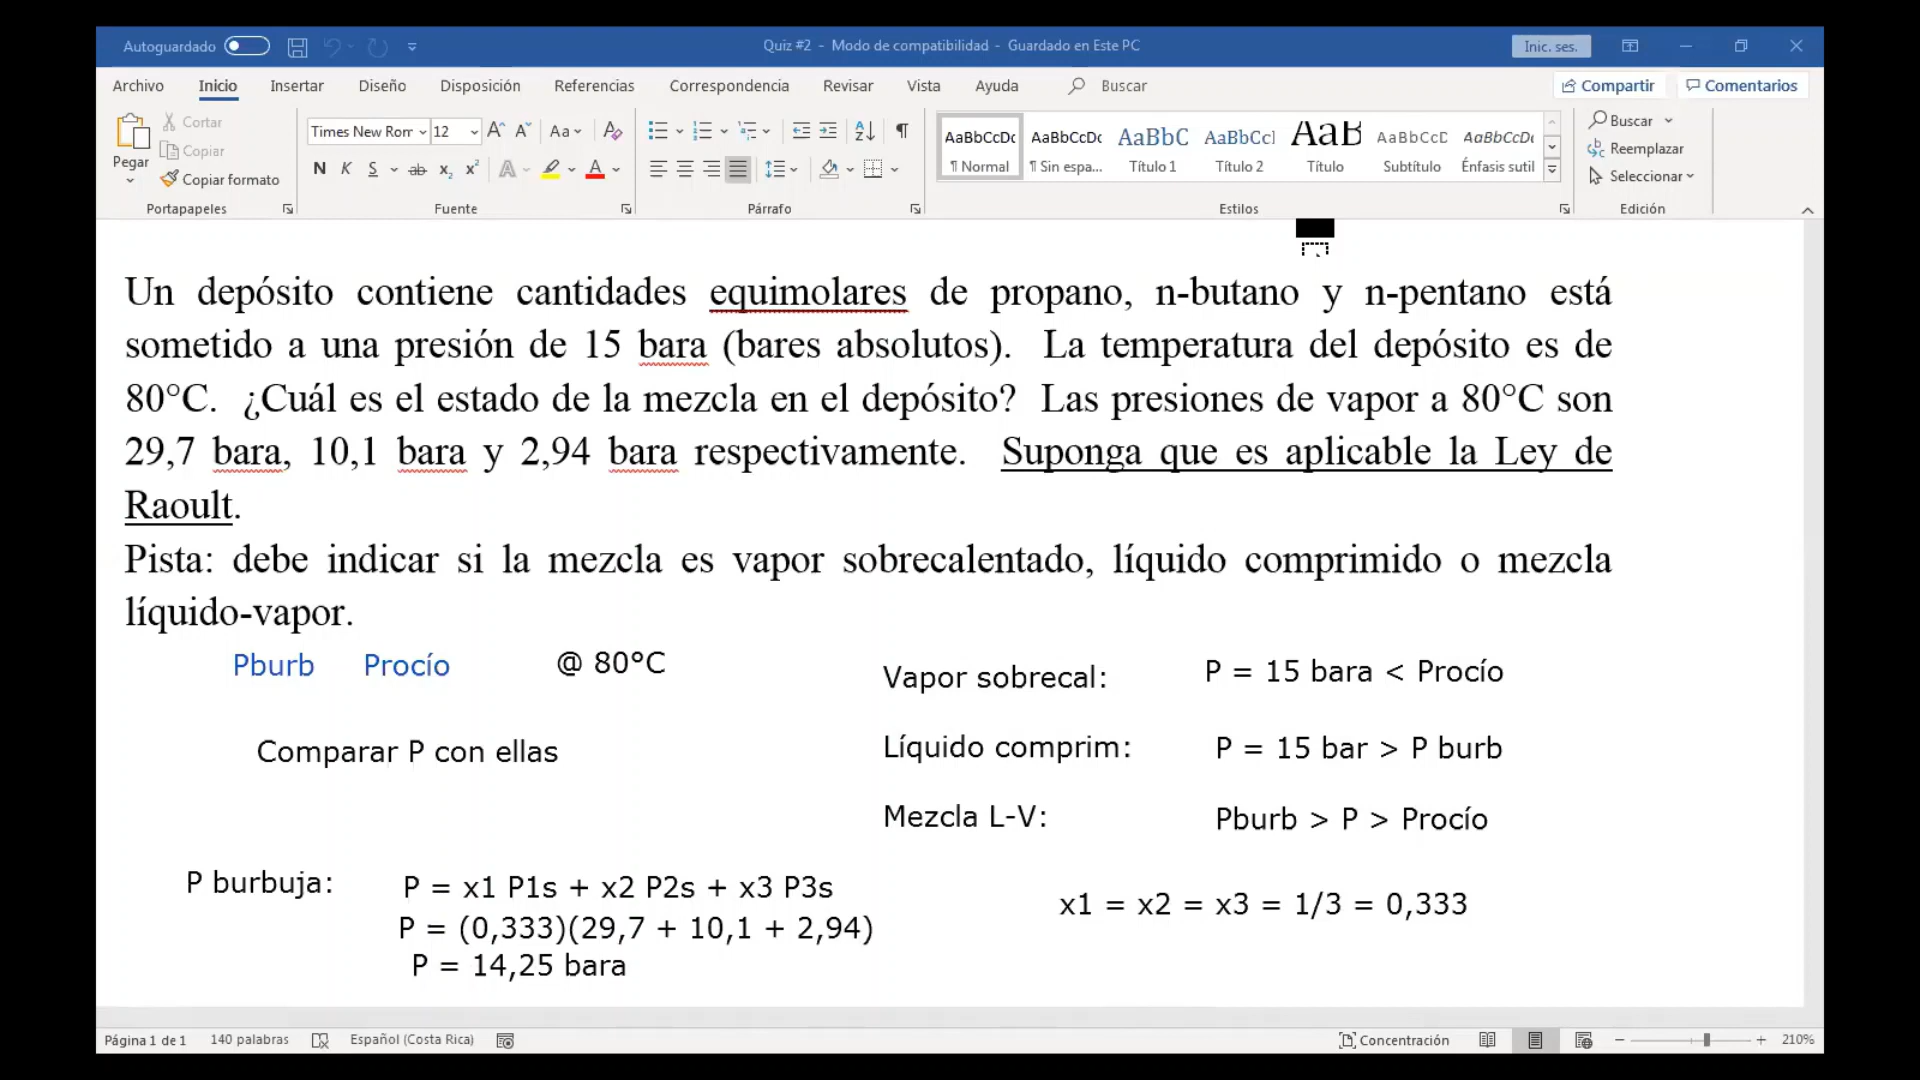 Autoguardado
Quiz #2 - Modo de compatibilidad - Guardado en Este PC
Inic. ses.
Archivo Inicio Insertar Diseño Disposición Referencias Correspondencia Revisar Vista Ayuda Buscar
Compartir Comentarios
Pegar
Cortar
Copiar
Copiar formato
Portapapeles
Times New Ror 12
Fuente
Párrafo
AaBbCcDc AaBbCcDc AaBbC AaBbCcl AaB AaBbCcD AaBbCcDc
¶ Normal ¶ Sin espa... Título 1 Título 2 Título Subtítulo Énfasis sutil
Estilos
Buscar
Reemplazar
Seleccionar
Edición
Un depósito contiene cantidades equimolares de propano, n-butano y n-pentano está
sometido a una presión de 15 bara (bares absolutos). La temperatura del depósito es de
80°C. ¿Cuál es el estado de la mezcla en el depósito? Las presiones de vapor a 80°C son
29,7 bara, 10,1 bara y 2,94 bara respectivamente. Suponga que es aplicable la Ley de
Raoult.
Pista: debe indicar si la mezcla es vapor sobrecalentado, líquido comprimido o mezcla
líquido-vapor.
Pburb Procío @ 80°C
Comparar P con ellas
Vapor sobrecal: P = 15 bara < Procío
Líquido comprim: P = 15 bar > P burb
Mezcla L-V: Pburb > P > Procío
P burbuja: P = x1 P1s + x2 P2s + x3 P3s
P = (0,333)(29,7 + 10,1 + 2,94)
P = 14,25 bara
x1 = x2 = x3 = 1/3 = 0,333
Página 1 de 1 140 palabras Español (Costa Rica)
Concentración 210%